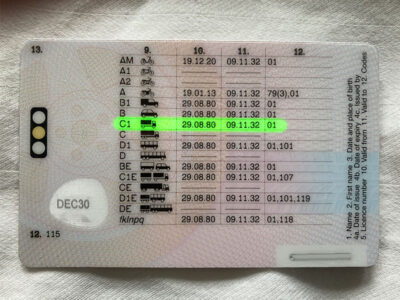 13. 9. 10. 11. 12.
AM 19.12.20 09.11.32 01
A1
A2
A 19.01.13 09.11.32 79(3),01
B1 29.08.80 09.11.32 01
B 29.08.80 09.11.32 01
C1 29.08.80 09.11.32 01
C
D1 29.08.80 09.11.32 01,101
D
BE 29.08.80 09.11.32 01
C1E 29.08.80 09.11.32 01,107
CE
D1E 29.08.80 09.11.32 01,101,119
DE
fklnpq 29.08.80 09.11.32 01,118
DEC30
12. 115
1. Name 2. First name 3. Date and place of birth
4a. Date of issue 4b. Date of expiry 4c. Issued by
5. Licence number 10. Valid from 11. Valid to 12. Codes